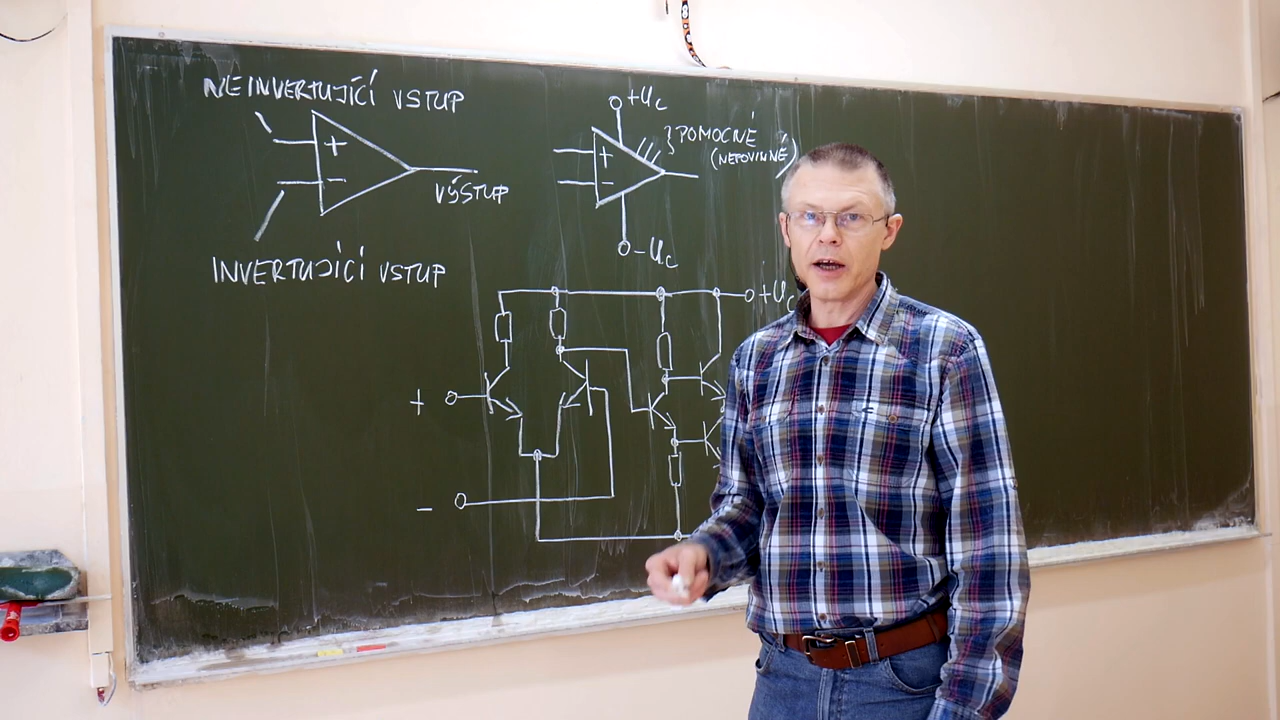 NEINVERTUJÍCÍ VSTUP
+
−
VÝSTUP
INVERTUJÍCÍ VSTUP
+Uc
+
−
POMOCNÉ
(NEPOVINNÉ)
−Uc
+Uc
+
−